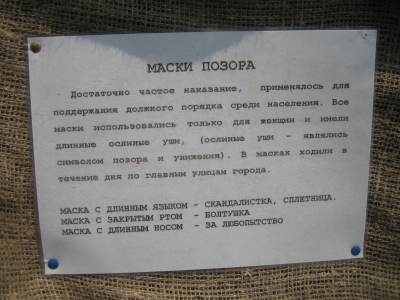 МАСКИ ПОЗОРА
Достаточно частое наказание, применялось для
поддержания должного порядка среди населения. Все
маски использовались только для женщин и имели
длинные ослиные уши, (ослиные уши - являлись
символом позора и унижения). В масках ходили в
течение дня по главным улицам города.
МАСКА С ДЛИННЫМ ЯЗЫКОМ - СКАНДАЛИСТКА, СПЛЕТНИЦА.
МАСКА С ЗАКРЫТЫМ РТОМ - БОЛТУШКА
МАСКА С ДЛИННЫМ НОСОМ - ЗА ЛЮБОПЫТСТВО